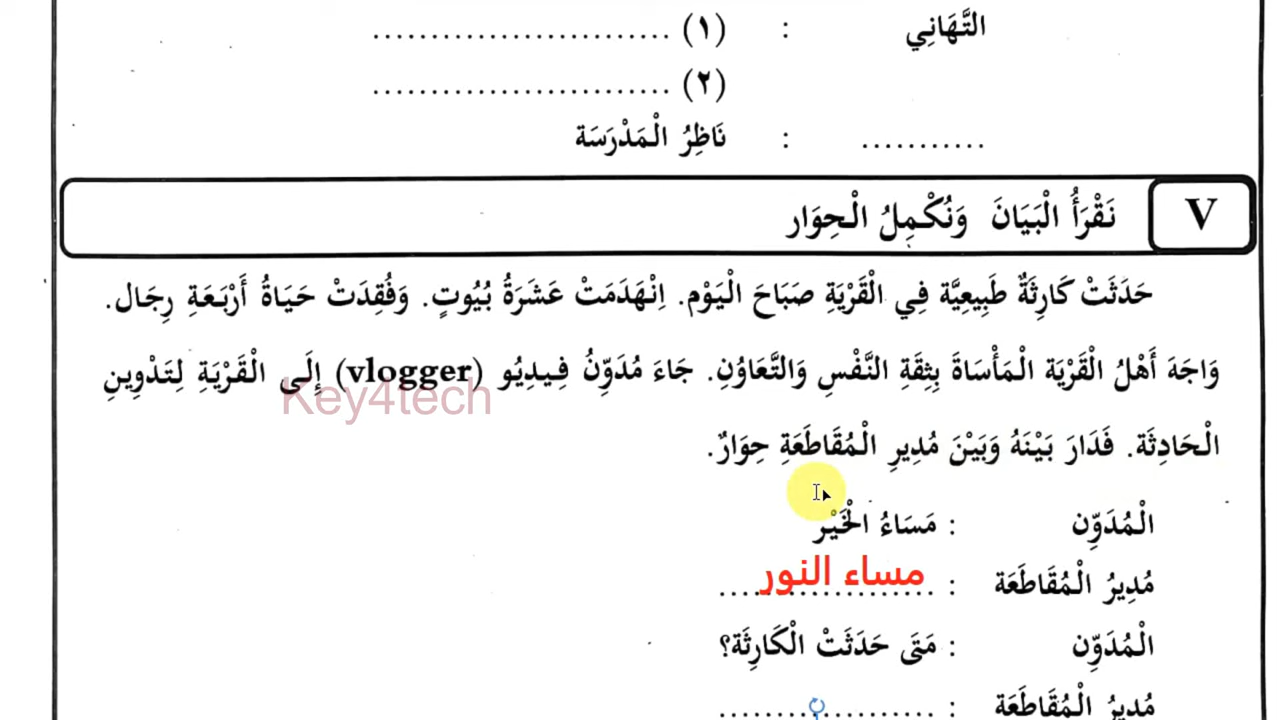 التَّهَانِي : (١) ..........................
(٢) ..........................
........... : نَاظِرُ الْمَدْرَسَة
V نَقْرَأُ الْبَيَانَ وَنُكْمِلُ الْحِوَار
حَدَثَتْ كَارِثَةٌ طَبِيعِيَّة فِي الْقَرْيَةِ صَبَاحَ الْيَوْم. اِنْهَدَمَتْ عَشَرَةُ بُيُوتٍ. وَفُقِدَتْ حَيَاةُ أَرْبَعَةِ رِجَال.
وَاجَهَ أَهْلُ الْقَرْيَة الْمَأْسَاةَ بِثِقَةِ النَّفْسِ وَالتَّعَاوُنِ. جَاءَ مُدَوِّنُ فِيدِيُو (vlogger) إِلَى الْقَرْيَةِ لِتَدْوِينِ
Key4tech
الْحَادِثَة. فَدَارَ بَيْنَهُ وَبَيْنَ مُدِيرِ الْمُقَاطَعَةِ حِوَارٌ.
الْمُدَوِّن : مَسَاءُ الْخَيْر
مُدِيرُ الْمُقَاطَعَة : مساء النور
الْمُدَوِّن : مَتَى حَدَثَتْ الْكَارِثَة؟
مُدِيرُ الْمُقَاطَعَة : ...................